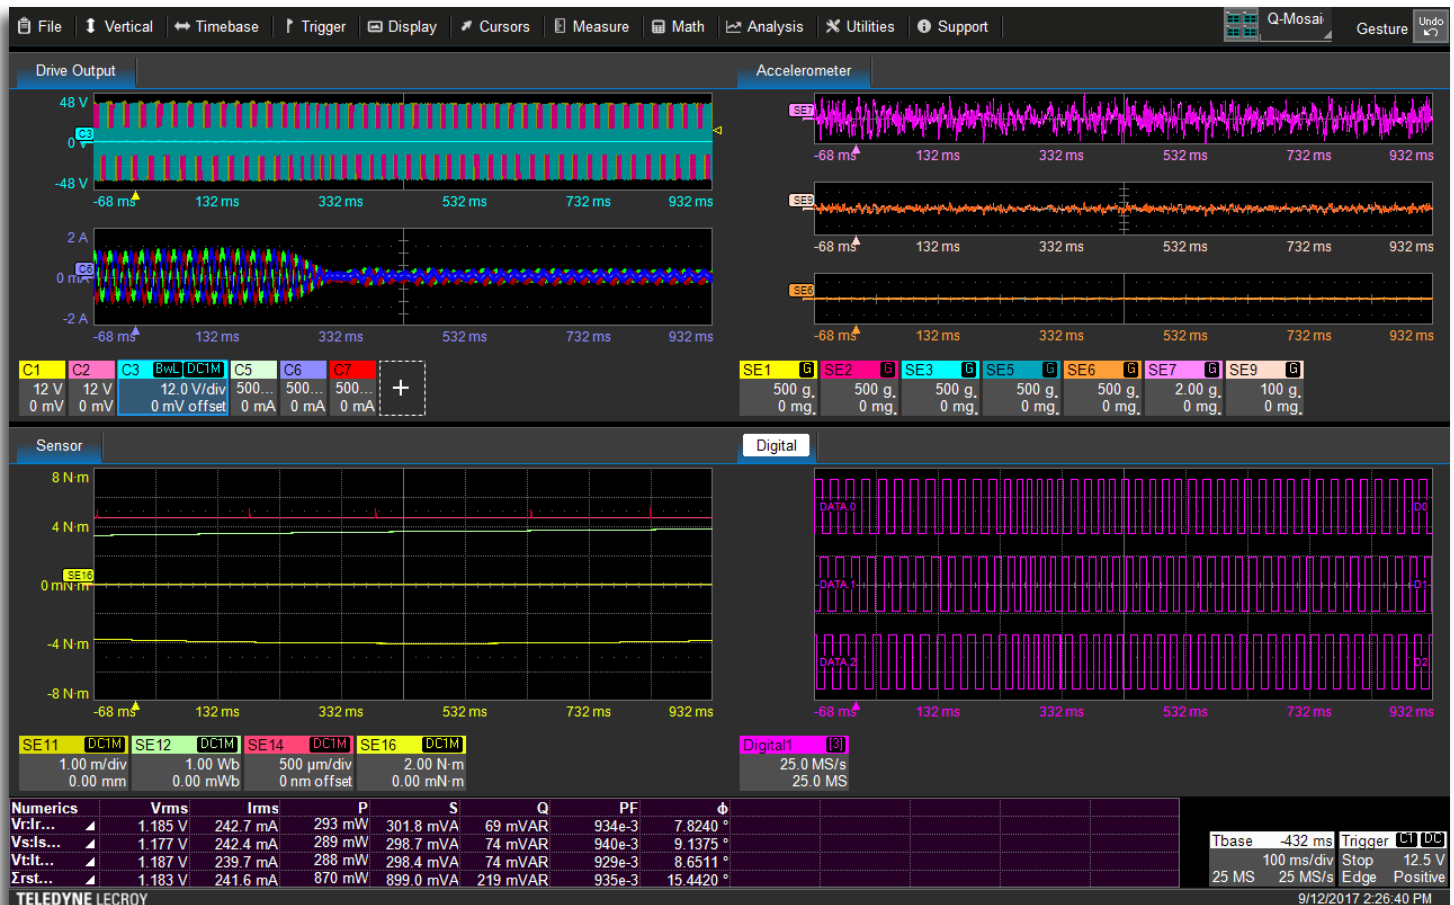 File Vertical Timebase Trigger Display Cursors Measure Math Analysis Utilities Support Q-Mosai Gesture Undo
Drive Output
48 V
C3
0 V
-48 V
-68 ms 132 ms 332 ms 532 ms 732 ms 932 ms
2 A
C6
0 mA
-2 A
-68 ms 132 ms 332 ms 532 ms 732 ms 932 ms
C1 C2 C3 BwL DC1M C5 C6 C7
12 V 12 V 12.0 V/div 500... 500... 500...
0 mV 0 mV 0 mV offset 0 mA 0 mA 0 mA
+
Accelerometer
SE7
-68 ms 132 ms 332 ms 532 ms 732 ms 932 ms
SE9
-68 ms 132 ms 332 ms 532 ms 732 ms 932 ms
SE6
-68 ms 132 ms 332 ms 532 ms 732 ms 932 ms
SE1 G SE2 G SE3 G SE5 G SE6 G SE7 G SE9 G
500 g. 500 g. 500 g. 500 g. 500 g. 2.00 g. 100 g.
0 mg. 0 mg. 0 mg. 0 mg. 0 mg. 0 mg. 0 mg.
Sensor
8 N·m
4 N·m
SE16
0 mN·m
-4 N·m
-8 N·m
-68 ms 132 ms 332 ms 532 ms 732 ms 932 ms
SE11 DC1M SE12 DC1M SE14 DC1M SE16 DC1M
1.00 m/div 1.00 Wb 500 µm/div 2.00 N·m
0.00 mm 0.00 mWb 0 nm offset 0.00 mN·m
Digital
DATA.0 D0
DATA.1 D1
DATA.2 D2
-68 ms 132 ms 332 ms 532 ms 732 ms 932 ms
Digital1 [3]
25.0 MS/s
25.0 MS
Numerics Vrms Irms P S Q PF ϕ
Vr:Ir... 1.185 V 242.7 mA 293 mW 301.8 mVA 69 mVAR 934e-3 7.8240 °
Vs:Is... 1.177 V 242.4 mA 289 mW 298.7 mVA 74 mVAR 940e-3 9.1375 °
Vt:It... 1.187 V 239.7 mA 288 mW 298.4 mVA 74 mVAR 929e-3 8.6511 °
Σrst... 1.183 V 241.6 mA 870 mW 899.0 mVA 219 mVAR 935e-3 15.4420 °
Tbase -432 ms Trigger C1 DC
100 ms/div Stop 12.5 V
25 MS 25 MS/s Edge Positive
TELEDYNE LECROY 9/12/2017 2:26:40 PM